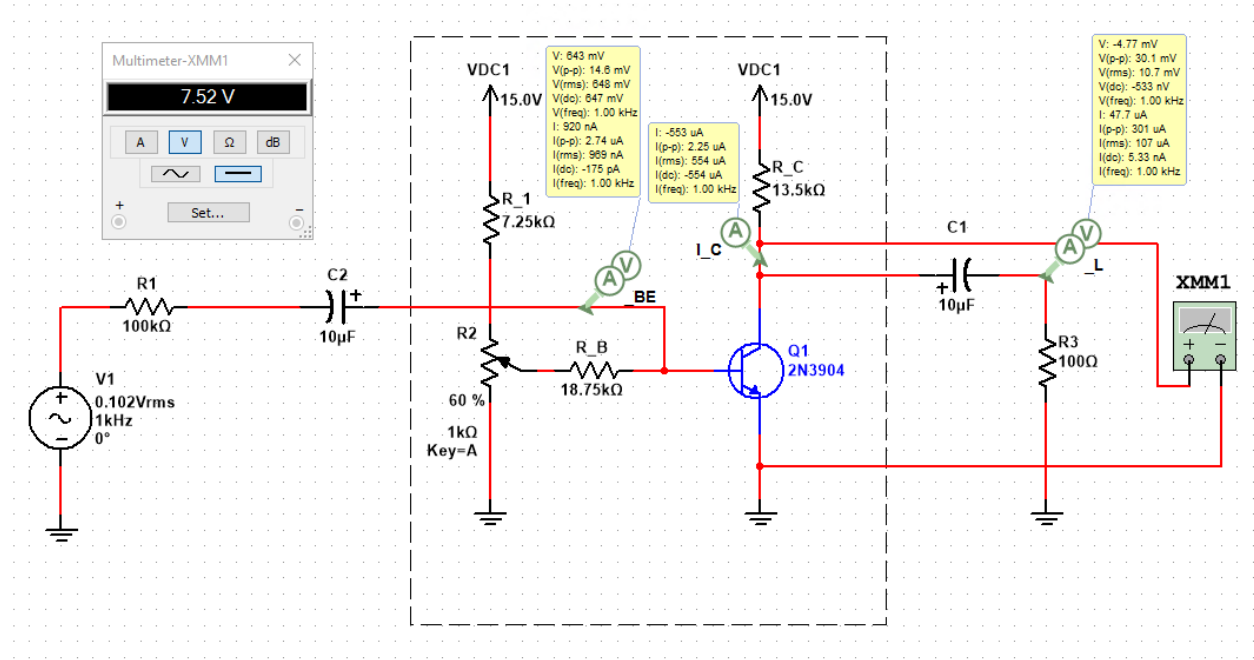 Multimeter-XMM1
7.52 V
A
V
Ω
dB
+
Set...
−
VDC1
15.0V
R_1
7.25kΩ
V: 643 mV
V(p-p): 14.6 mV
V(rms): 648 mV
V(dc): 647 mV
V(freq): 1.00 kHz
I: 920 nA
I(p-p): 2.74 uA
I(rms): 969 nA
I(dc): -175 pA
I(freq): 1.00 kHz
I: -553 uA
I(p-p): 2.25 uA
I(rms): 554 uA
I(dc): -554 uA
I(freq): 1.00 kHz
VDC1
15.0V
R_C
13.5kΩ
V: -4.77 mV
V(p-p): 30.1 mV
V(rms): 10.7 mV
V(dc): -533 nV
V(freq): 1.00 kHz
I: 47.7 uA
I(p-p): 301 uA
I(rms): 107 uA
I(dc): 5.33 nA
I(freq): 1.00 kHz
A
I_C
A
V
_BE
A
V
_L
C1
+
10µF
XMM1
+ −
R1
100kΩ
C2
+
10µF
R2
60 %
1kΩ
Key=A
R_B
18.75kΩ
Q1
2N3904
R3
100Ω
V1
+
−
0.102Vrms
1kHz
0°